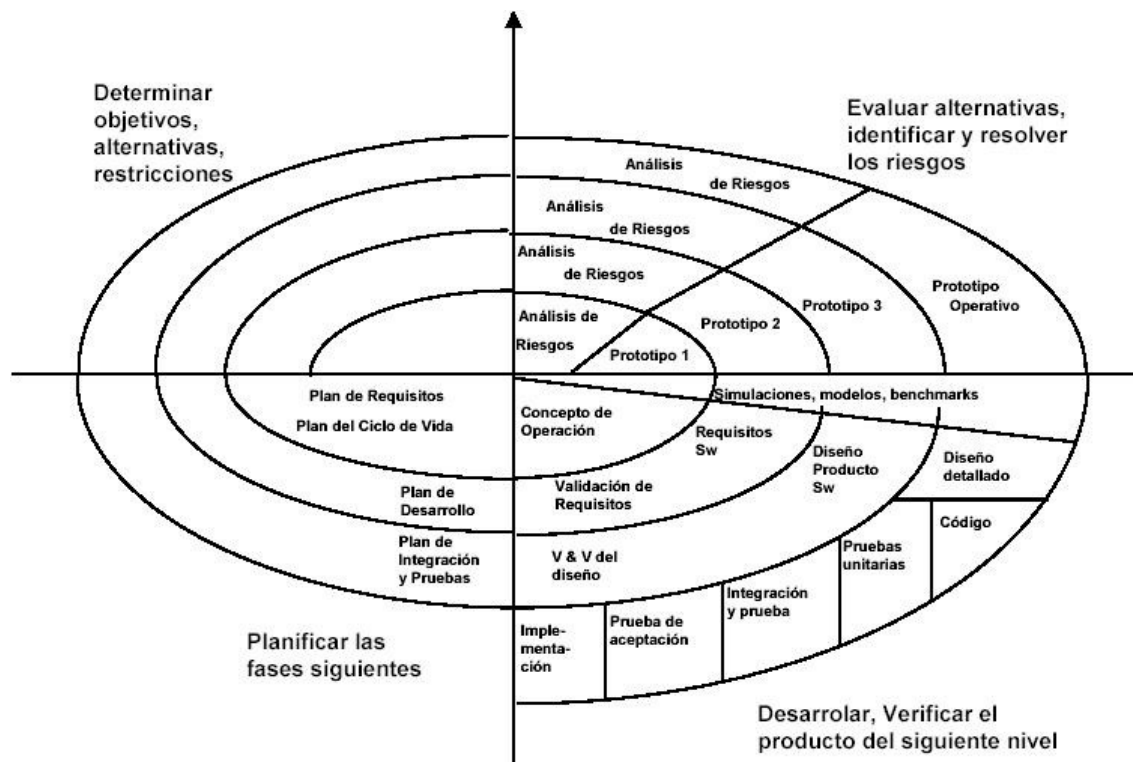 Determinar
objetivos,
alternativas,
restricciones
Evaluar alternativas,
identificar y resolver
los riesgos
Análisis
de Riesgos
Análisis
de Riesgos
Análisis
de Riesgos
Análisis de
Riesgos
Prototipo 1
Prototipo 2
Prototipo 3
Prototipo
Operativo
Simulaciones, modelos, benchmarks
Plan de Requisitos
Plan del Ciclo de Vida
Concepto de
Operación
Requisitos
Sw
Diseño
Producto
Sw
Diseño
detallado
Plan de
Desarrollo
Validación de
Requisitos
Plan de
Integración
y Pruebas
V & V del
diseño
Código
Pruebas
unitarias
Integración
y prueba
Prueba de
aceptación
Imple-
menta-
ción
Planificar las
fases siguientes
Desarrolar, Verificar el
producto del siguiente nivel